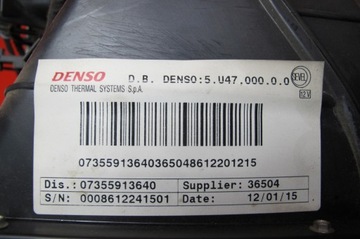 DENSO
D.B. DENSO:5.U47.000.0.0
DENSO THERMAL SYSTEMS S.p.A.
12V
07355913640365048612201215
Dis.: 07355913640 Supplier: 36504
S/N: 0008612241501 12/01/15